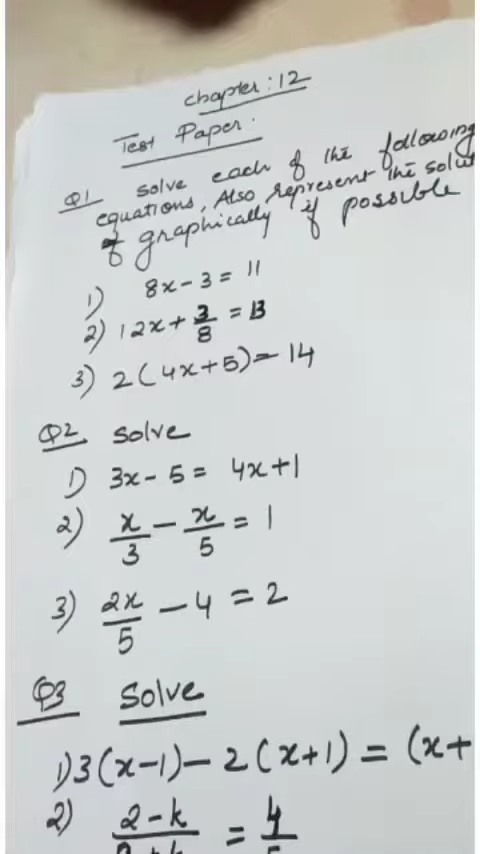 Chapter: 12
Test Paper.
Q1 solve each of the following
equations, Also represent the
graphically if possible
1) 8x - 3 = 11
2) 12x + 3/8 = 13
3) 2(4x+5) = 14
Q2 solve
1) 3x - 5 = 4x+1
2) x/3 - x/5 = 1
3) 2x/5 - 4 = 2
Q3 solve
1) 3(x-1) - 2(x+1) = (x+
2) 2-k = 4